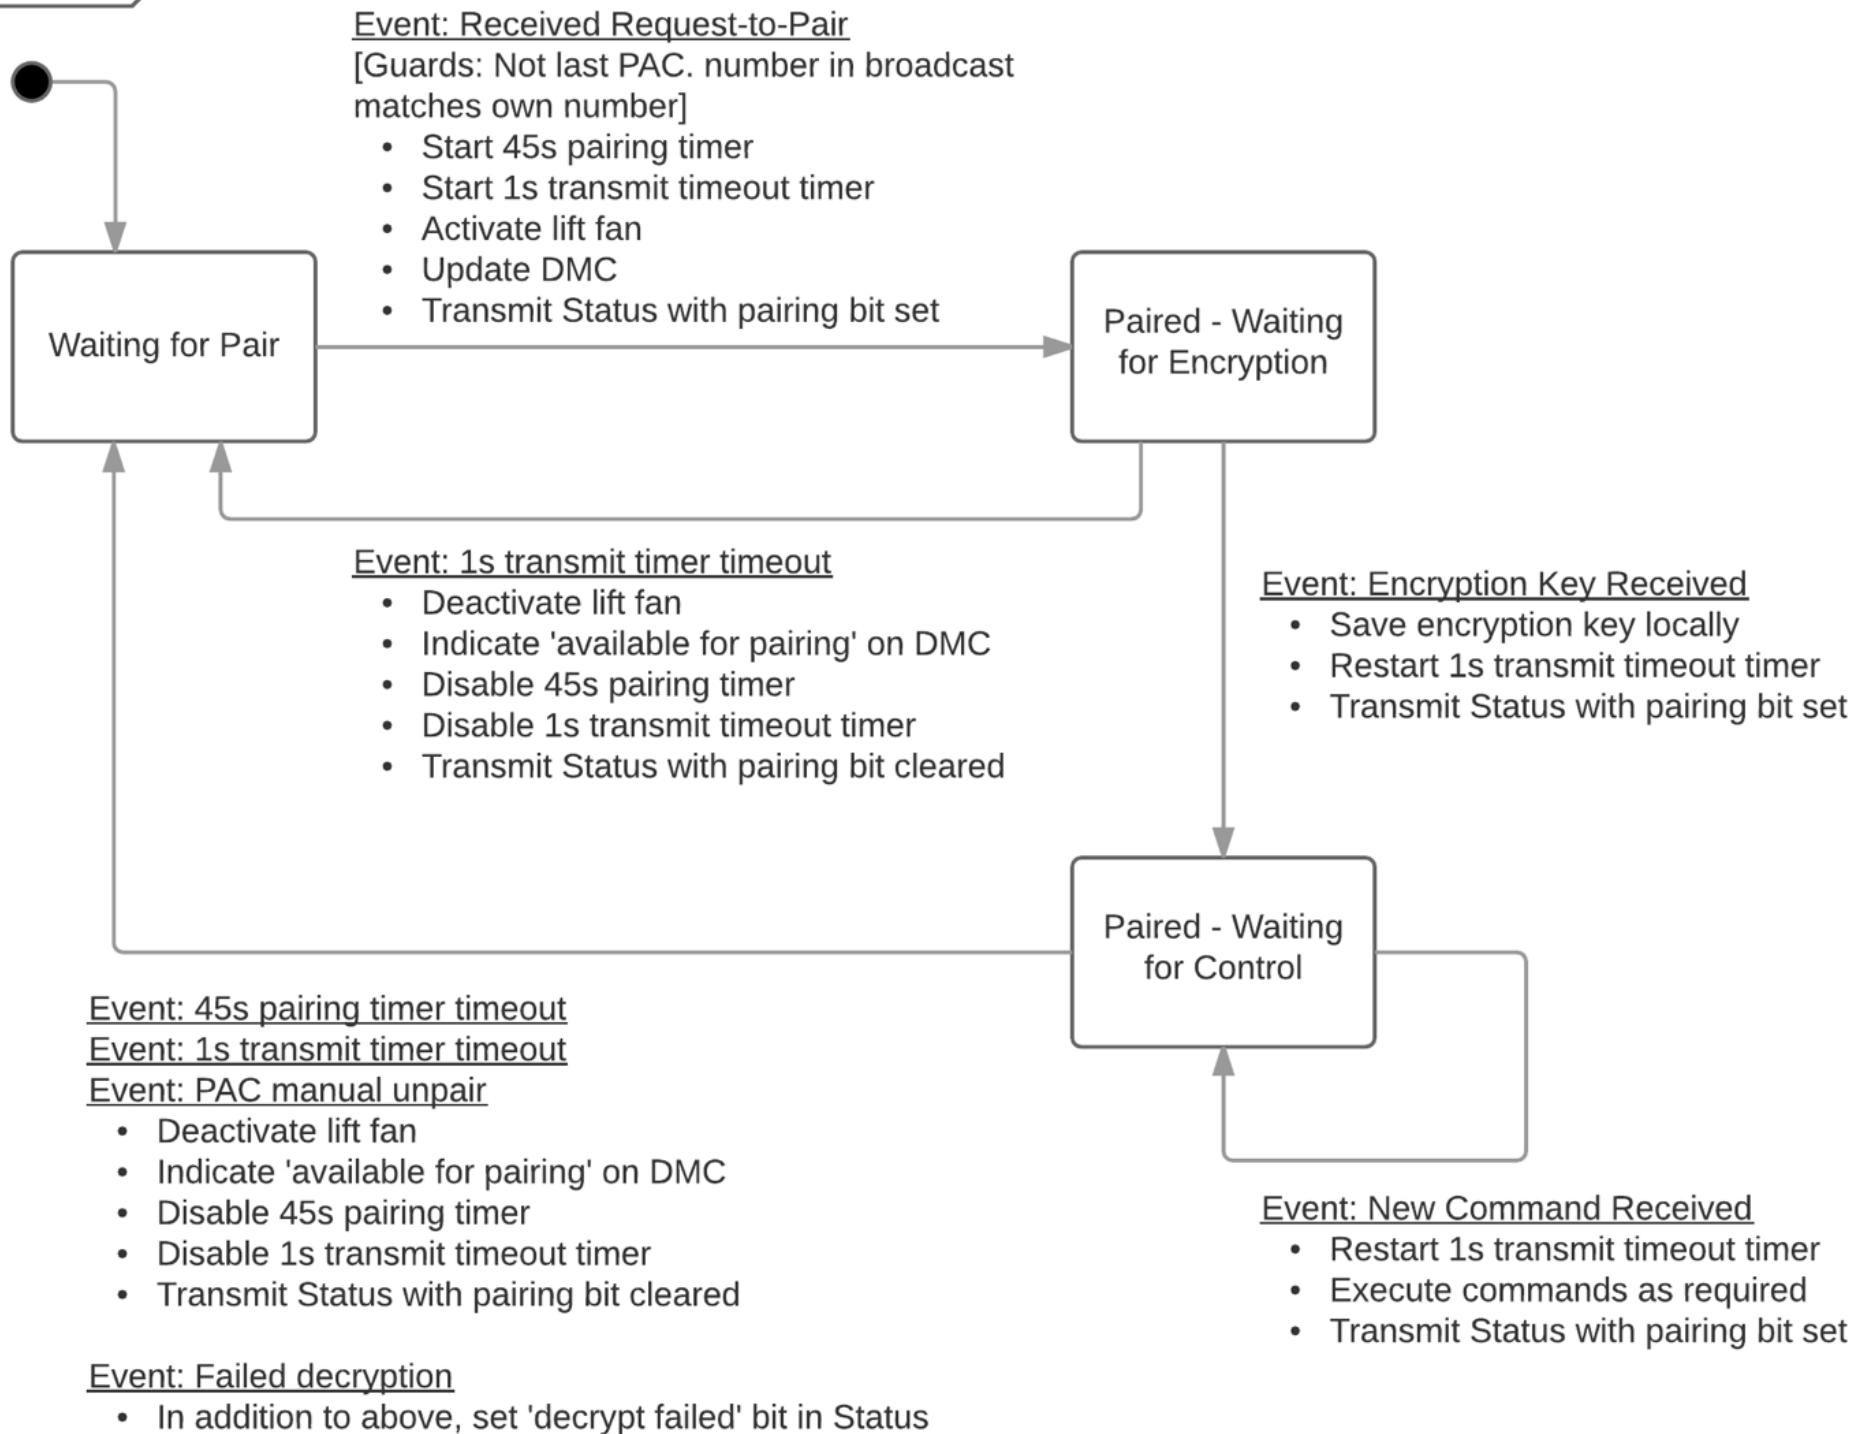 Event: Received Request-to-Pair
[Guards: Not last PAC. number in broadcast
matches own number]
• Start 45s pairing timer
• Start 1s transmit timeout timer
• Activate lift fan
• Update DMC
• Transmit Status with pairing bit set
Waiting for Pair
Paired - Waiting
for Encryption
Event: 1s transmit timer timeout
• Deactivate lift fan
• Indicate 'available for pairing' on DMC
• Disable 45s pairing timer
• Disable 1s transmit timeout timer
• Transmit Status with pairing bit cleared
Event: Encryption Key Received
• Save encryption key locally
• Restart 1s transmit timeout timer
• Transmit Status with pairing bit set
Paired - Waiting
for Control
Event: 45s pairing timer timeout
Event: 1s transmit timer timeout
Event: PAC manual unpair
• Deactivate lift fan
• Indicate 'available for pairing' on DMC
• Disable 45s pairing timer
• Disable 1s transmit timeout timer
• Transmit Status with pairing bit cleared
Event: Failed decryption
• In addition to above, set 'decrypt failed' bit in Status
Event: New Command Received
• Restart 1s transmit timeout timer
• Execute commands as required
• Transmit Status with pairing bit set